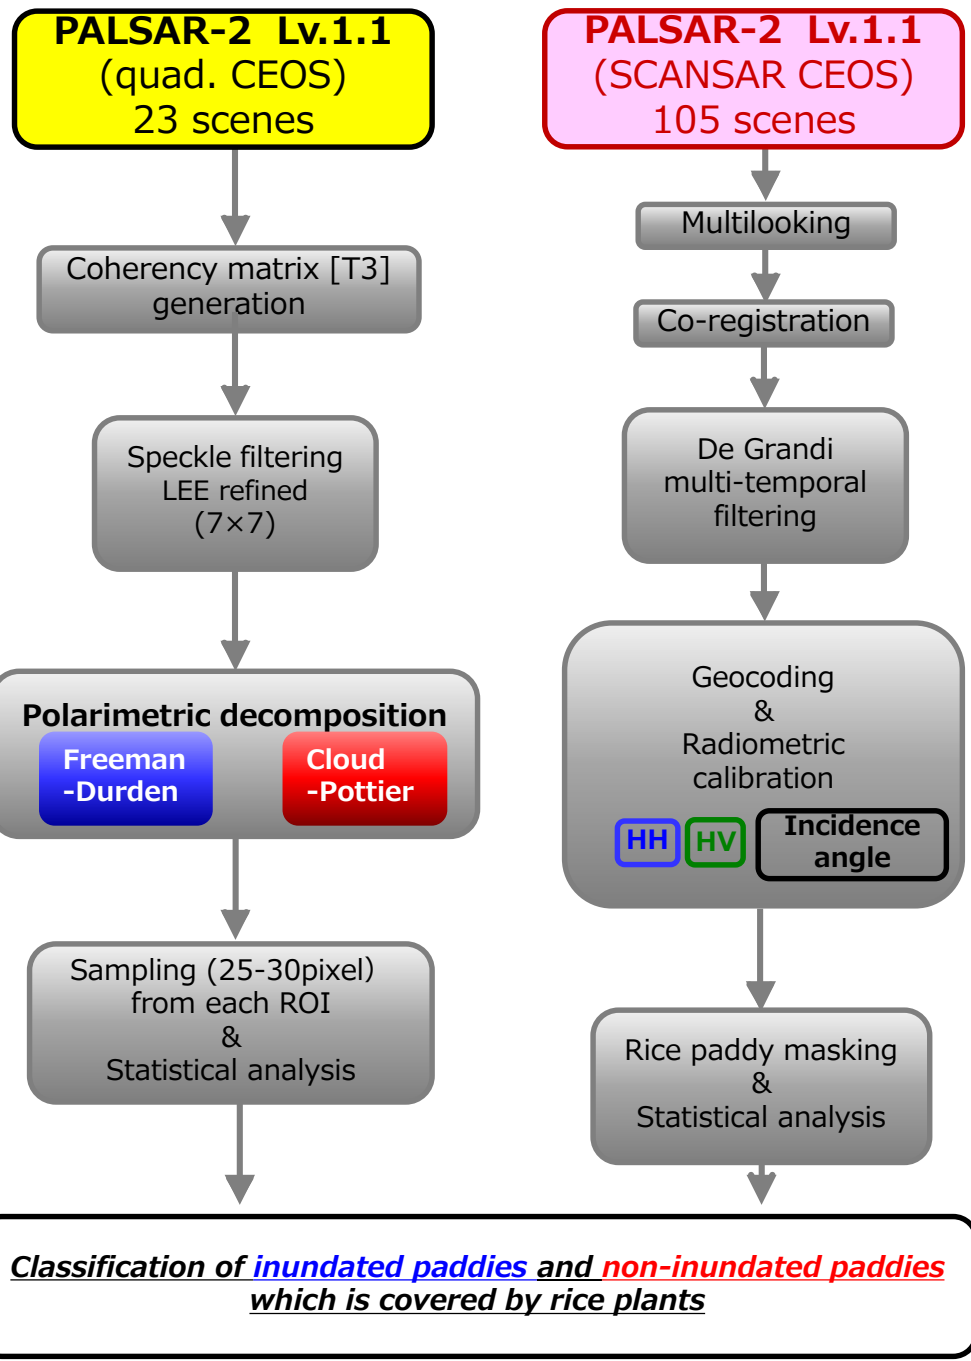 PALSAR-2 Lv.1.1
(quad. CEOS)
23 scenes
Coherency matrix [T3]
generation
Speckle filtering
LEE refined
(7×7)
Polarimetric decomposition
Freeman
-Durden
Cloud
-Pottier
Sampling (25-30pixel)
from each ROI
&
Statistical analysis
PALSAR-2 Lv.1.1
(SCANSAR CEOS)
105 scenes
Multilooking
Co-registration
De Grandi
multi-temporal
filtering
Geocoding
&
Radiometric
calibration
HH
HV
Incidence
angle
Rice paddy masking
&
Statistical analysis
Classification of inundated paddies and non-inundated paddies
which is covered by rice plants